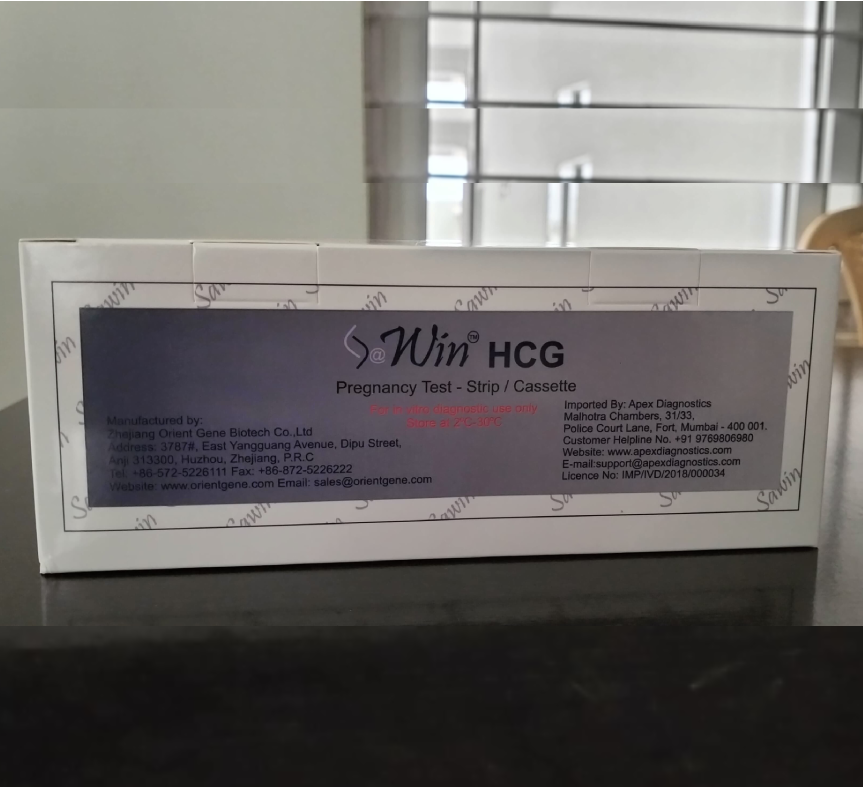 S@Win™ HCG
Pregnancy Test - Strip / Cassette
For in vitro diagnostic use only
Store at 2°C-30°C
Manufactured by:
Zhejiang Orient Gene Biotech Co.,Ltd
Address: 3787#, East Yangguang Avenue, Dipu Street,
Anji 313300, Huzhou, Zhejiang, P.R.C
Tel: +86-572-5226111 Fax: +86-872-5226222
Website: www.orientgene.com Email: sales@orientgene.com
Imported By: Apex Diagnostics
Malhotra Chambers, 31/33,
Police Court Lane, Fort, Mumbai - 400 001.
Customer Helpline No. +91 9769806980
Website: www.apexdiagnostics.com
E-mail:support@apexdiagnostics.com
Licence No: IMP/IVD/2018/000034
Sawin